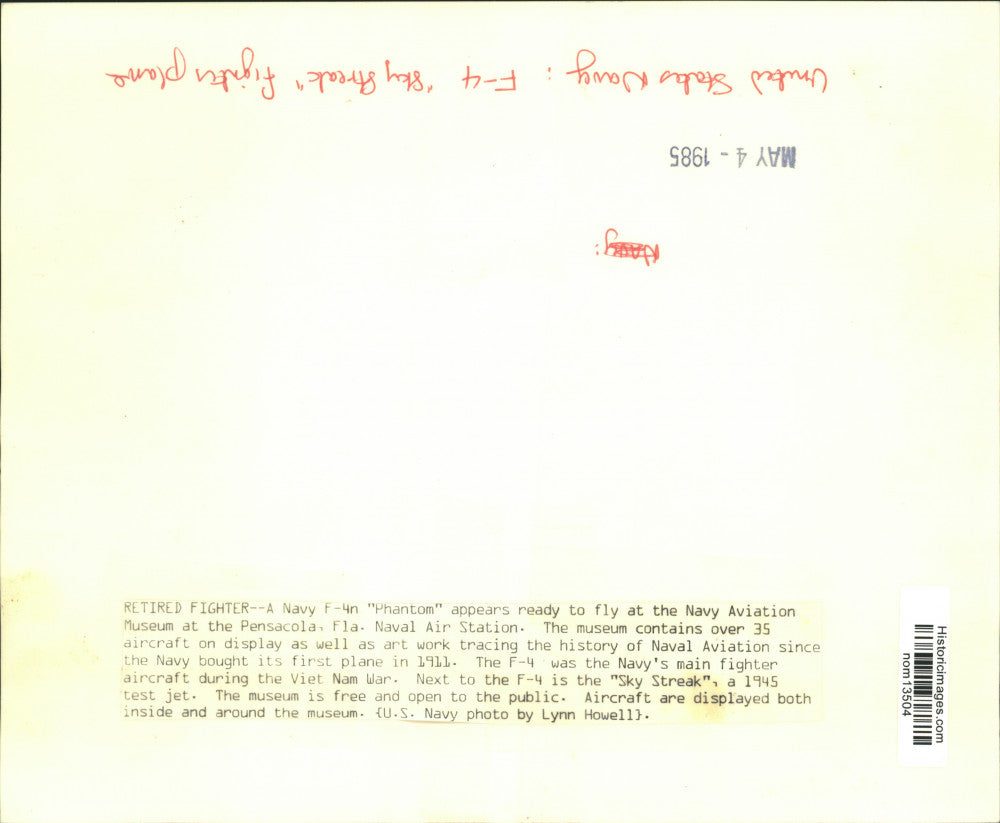 United States Navy: F-4 "Sky Streak" Fighter plane
MAY 4 - 1985
Navy:
RETIRED FIGHTER--A Navy F-4n "Phantom" appears ready to fly at the Navy Aviation
Museum at the Pensacola, Fla. Naval Air Station. The museum contains over 35
aircraft on display as well as art work tracing the history of Naval Aviation since
the Navy bought its first plane in 1911. The F-4 was the Navy's main fighter
aircraft during the Viet Nam War. Next to the F-4 is the "Sky Streak", a 1945
test jet. The museum is free and open to the public. Aircraft are displayed both
inside and around the museum. {U.S. Navy photo by Lynn Howell}.
Historicimages.com
nom13504